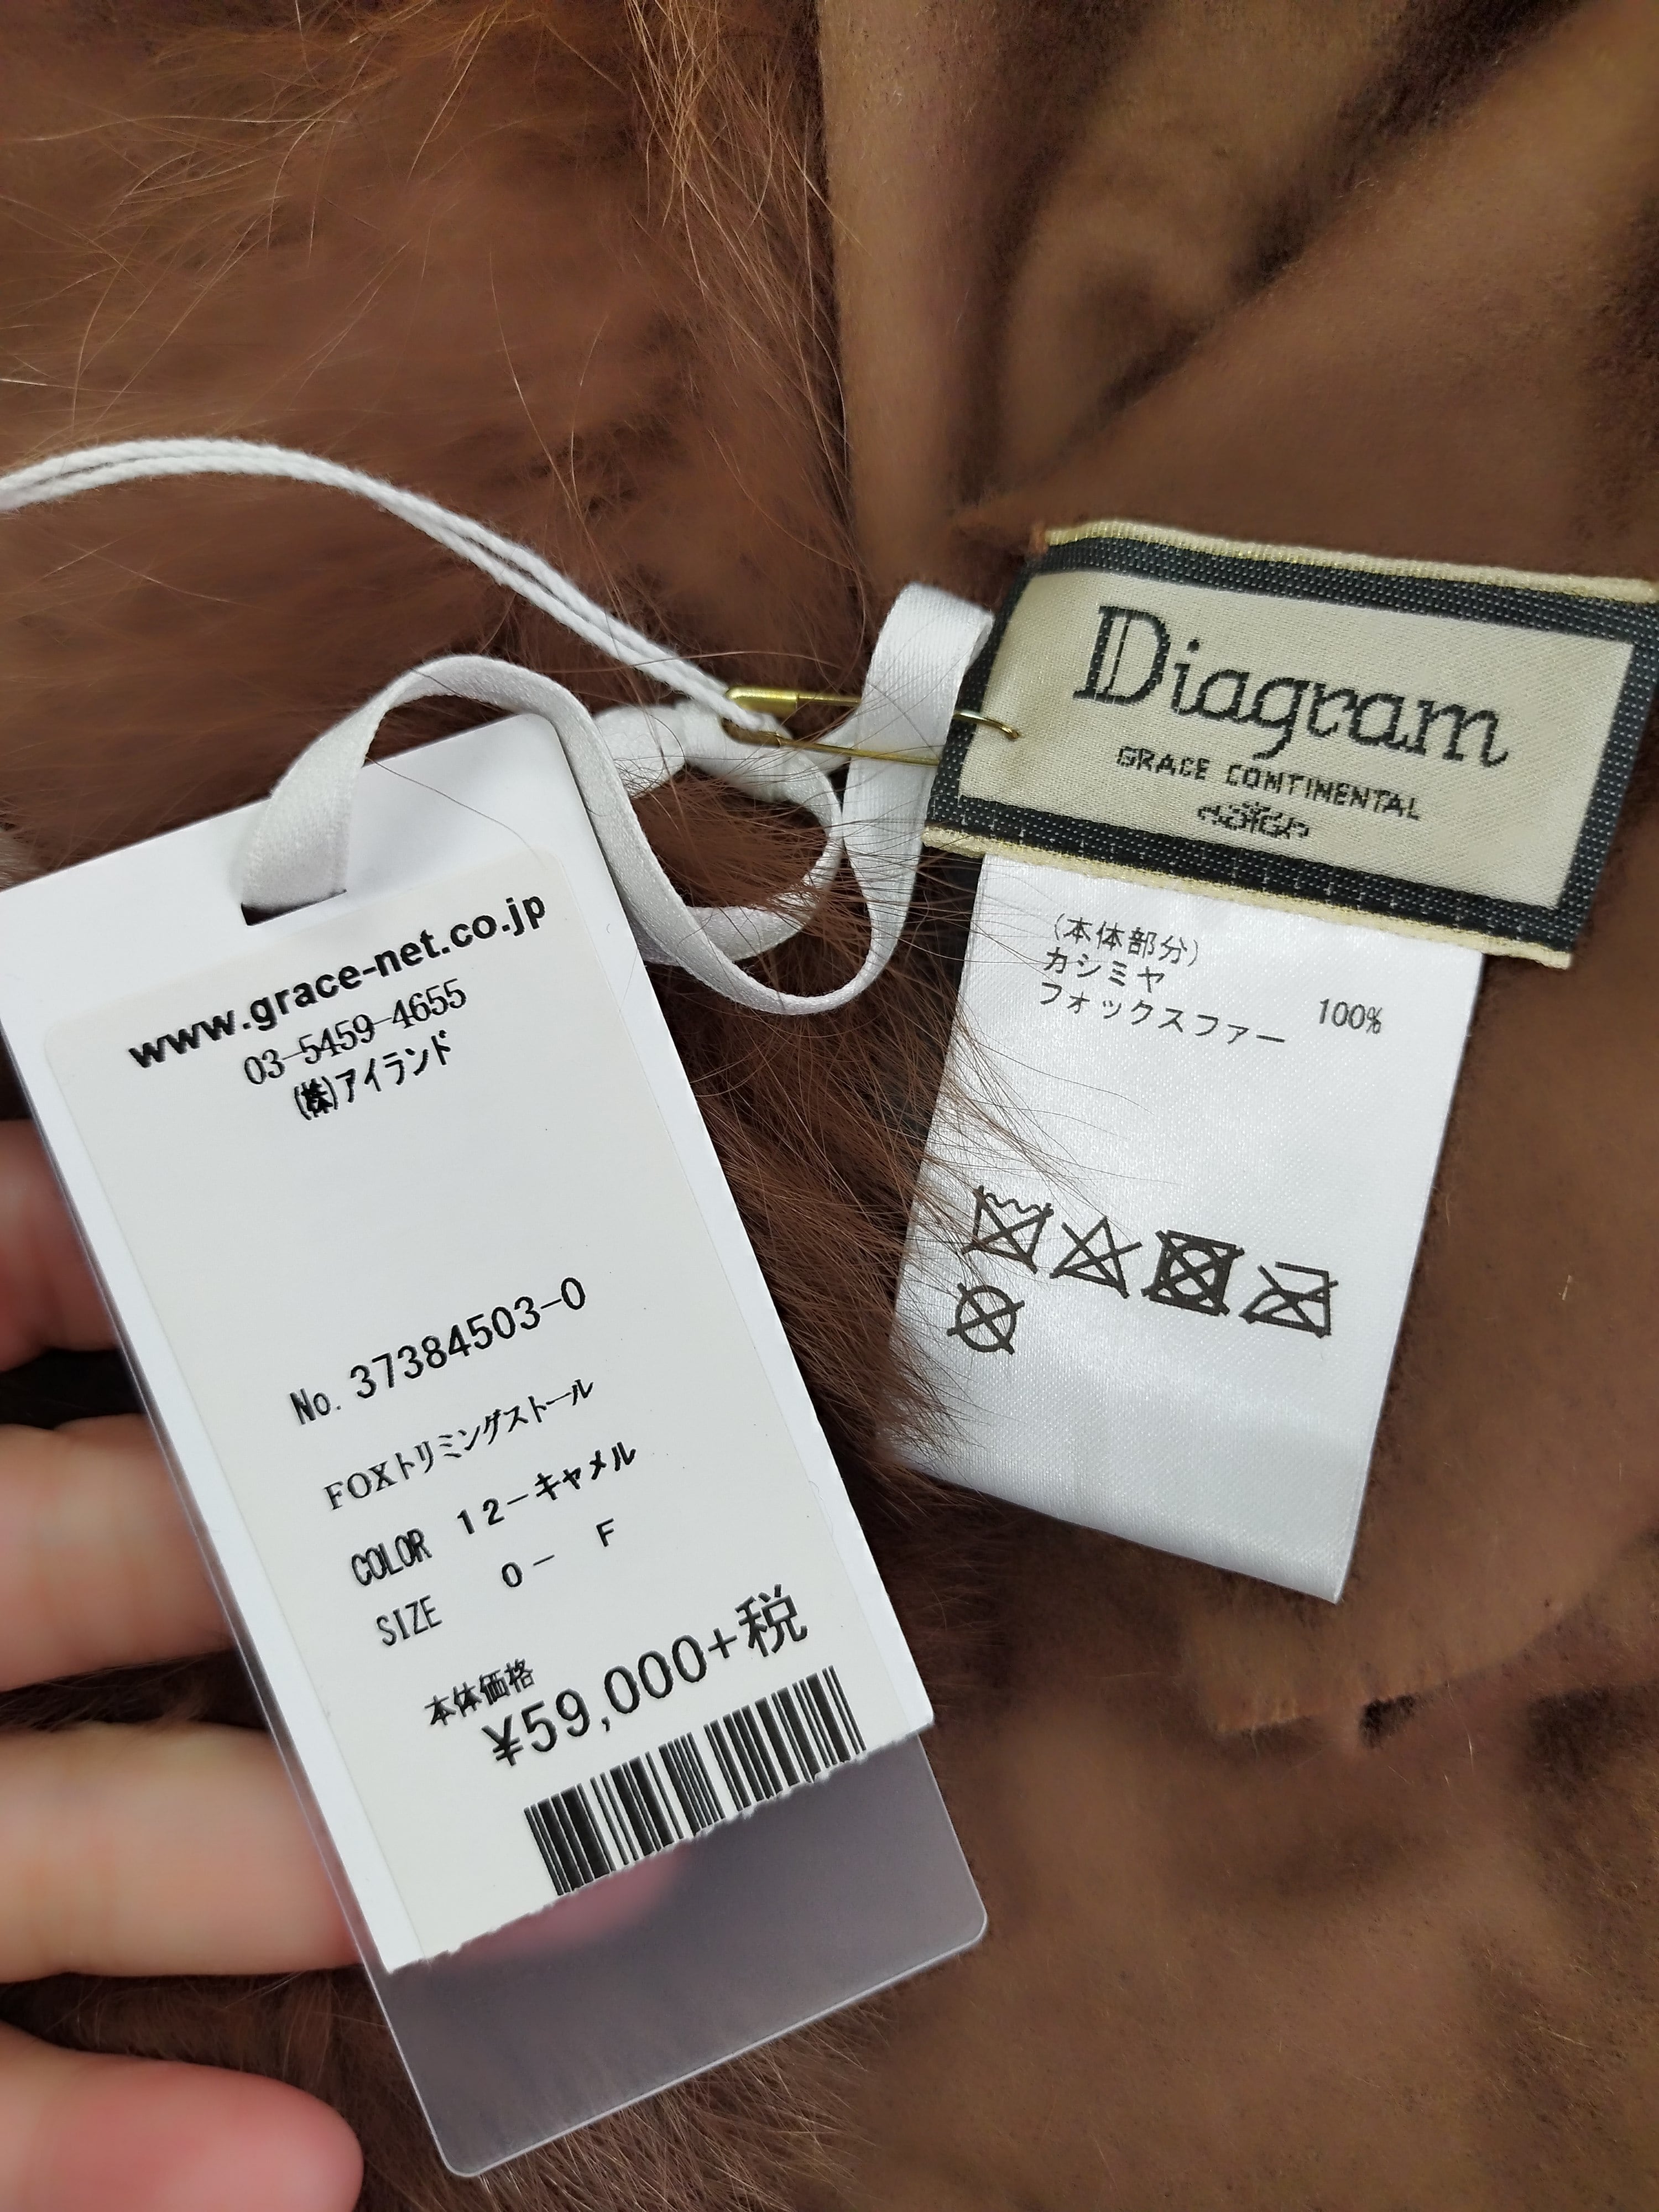 www.grace-net.co.jp
03-5459-4655
(株)アイランド
No. 37384503-0
FOXトリミングストール
COLOR 12-キャメル
SIZE 0- F
本体価格
¥59,000+税
Diagram
GRACE CONTINENTAL
(本体部分)
カシミヤ 100%
フォックスファー